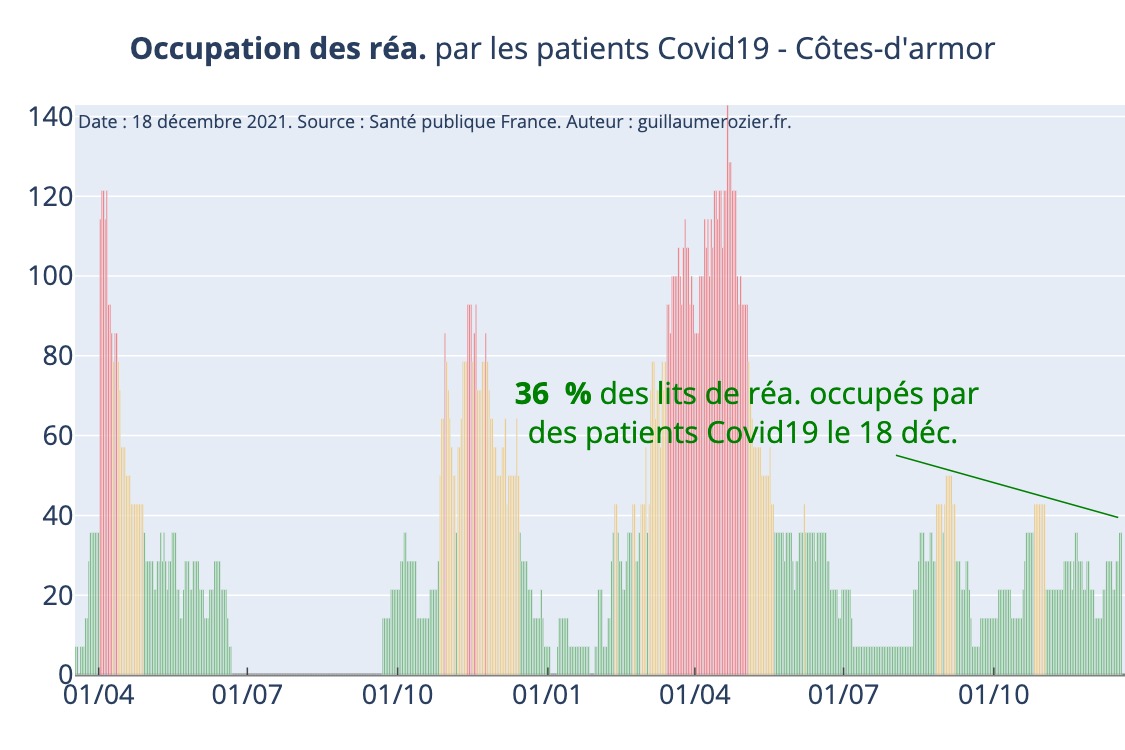 Occupation des réa. par les patients Covid19 - Côtes-d'armor
140
Date : 18 décembre 2021. Source : Santé publique France. Auteur : guillaumerozier.fr.
120
100
80
36 % des lits de réa. occupés par
des patients Covid19 le 18 déc.
60
40
20
0
01/04 01/07 01/10 01/01 01/04 01/07 01/10